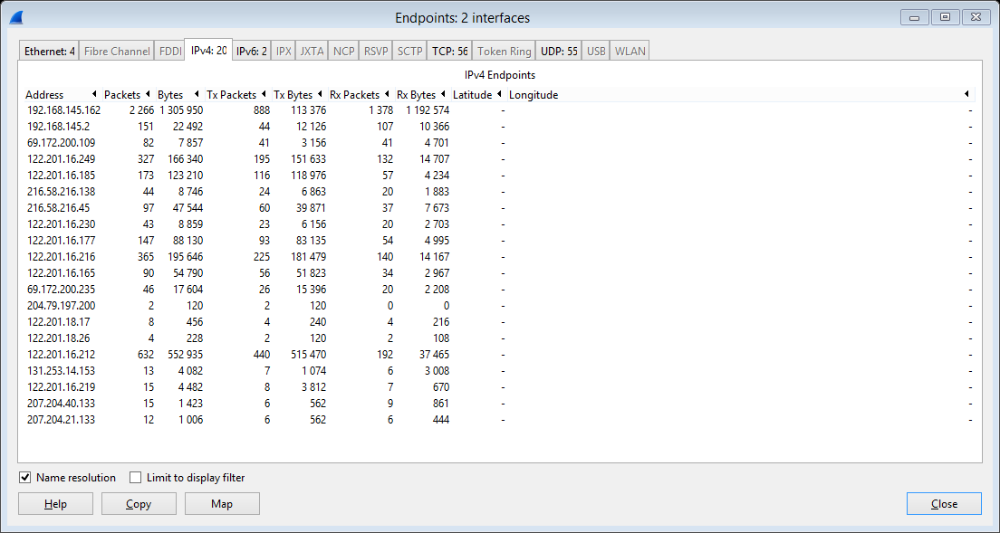 Endpoints: 2 interfaces
Ethernet: 4 Fibre Channel FDDI IPv4: 20 IPv6: 2 IPX JXTA NCP RSVP SCTP TCP: 56 Token Ring UDP: 55 USB WLAN
IPv4 Endpoints
Address Packets Bytes Tx Packets Tx Bytes Rx Packets Rx Bytes Latitude Longitude
192.168.145.162 2 266 1 305 950 888 113 376 1 378 1 192 574 - -
192.168.145.2 151 22 492 44 12 126 107 10 366 - -
69.172.200.109 82 7 857 41 3 156 41 4 701 - -
122.201.16.249 327 166 340 195 151 633 132 14 707 - -
122.201.16.185 173 123 210 116 118 976 57 4 234 - -
216.58.216.138 44 8 746 24 6 863 20 1 883 - -
216.58.216.45 97 47 544 60 39 871 37 7 673 - -
122.201.16.230 43 8 859 23 6 156 20 2 703 - -
122.201.16.177 147 88 130 93 83 135 54 4 995 - -
122.201.16.216 365 195 646 225 181 479 140 14 167 - -
122.201.16.165 90 54 790 56 51 823 34 2 967 - -
69.172.200.235 46 17 604 26 15 396 20 2 208 - -
204.79.197.200 2 120 2 120 0 0 - -
122.201.18.17 8 456 4 240 4 216 - -
122.201.18.26 4 228 2 120 2 108 - -
122.201.16.212 632 552 935 440 515 470 192 37 465 - -
131.253.14.153 13 4 082 7 1 074 6 3 008 - -
122.201.16.219 15 4 482 8 3 812 7 670 - -
207.204.40.133 15 1 423 6 562 9 861 - -
207.204.21.133 12 1 006 6 562 6 444 - -
Name resolution Limit to display filter
Help Copy Map Close